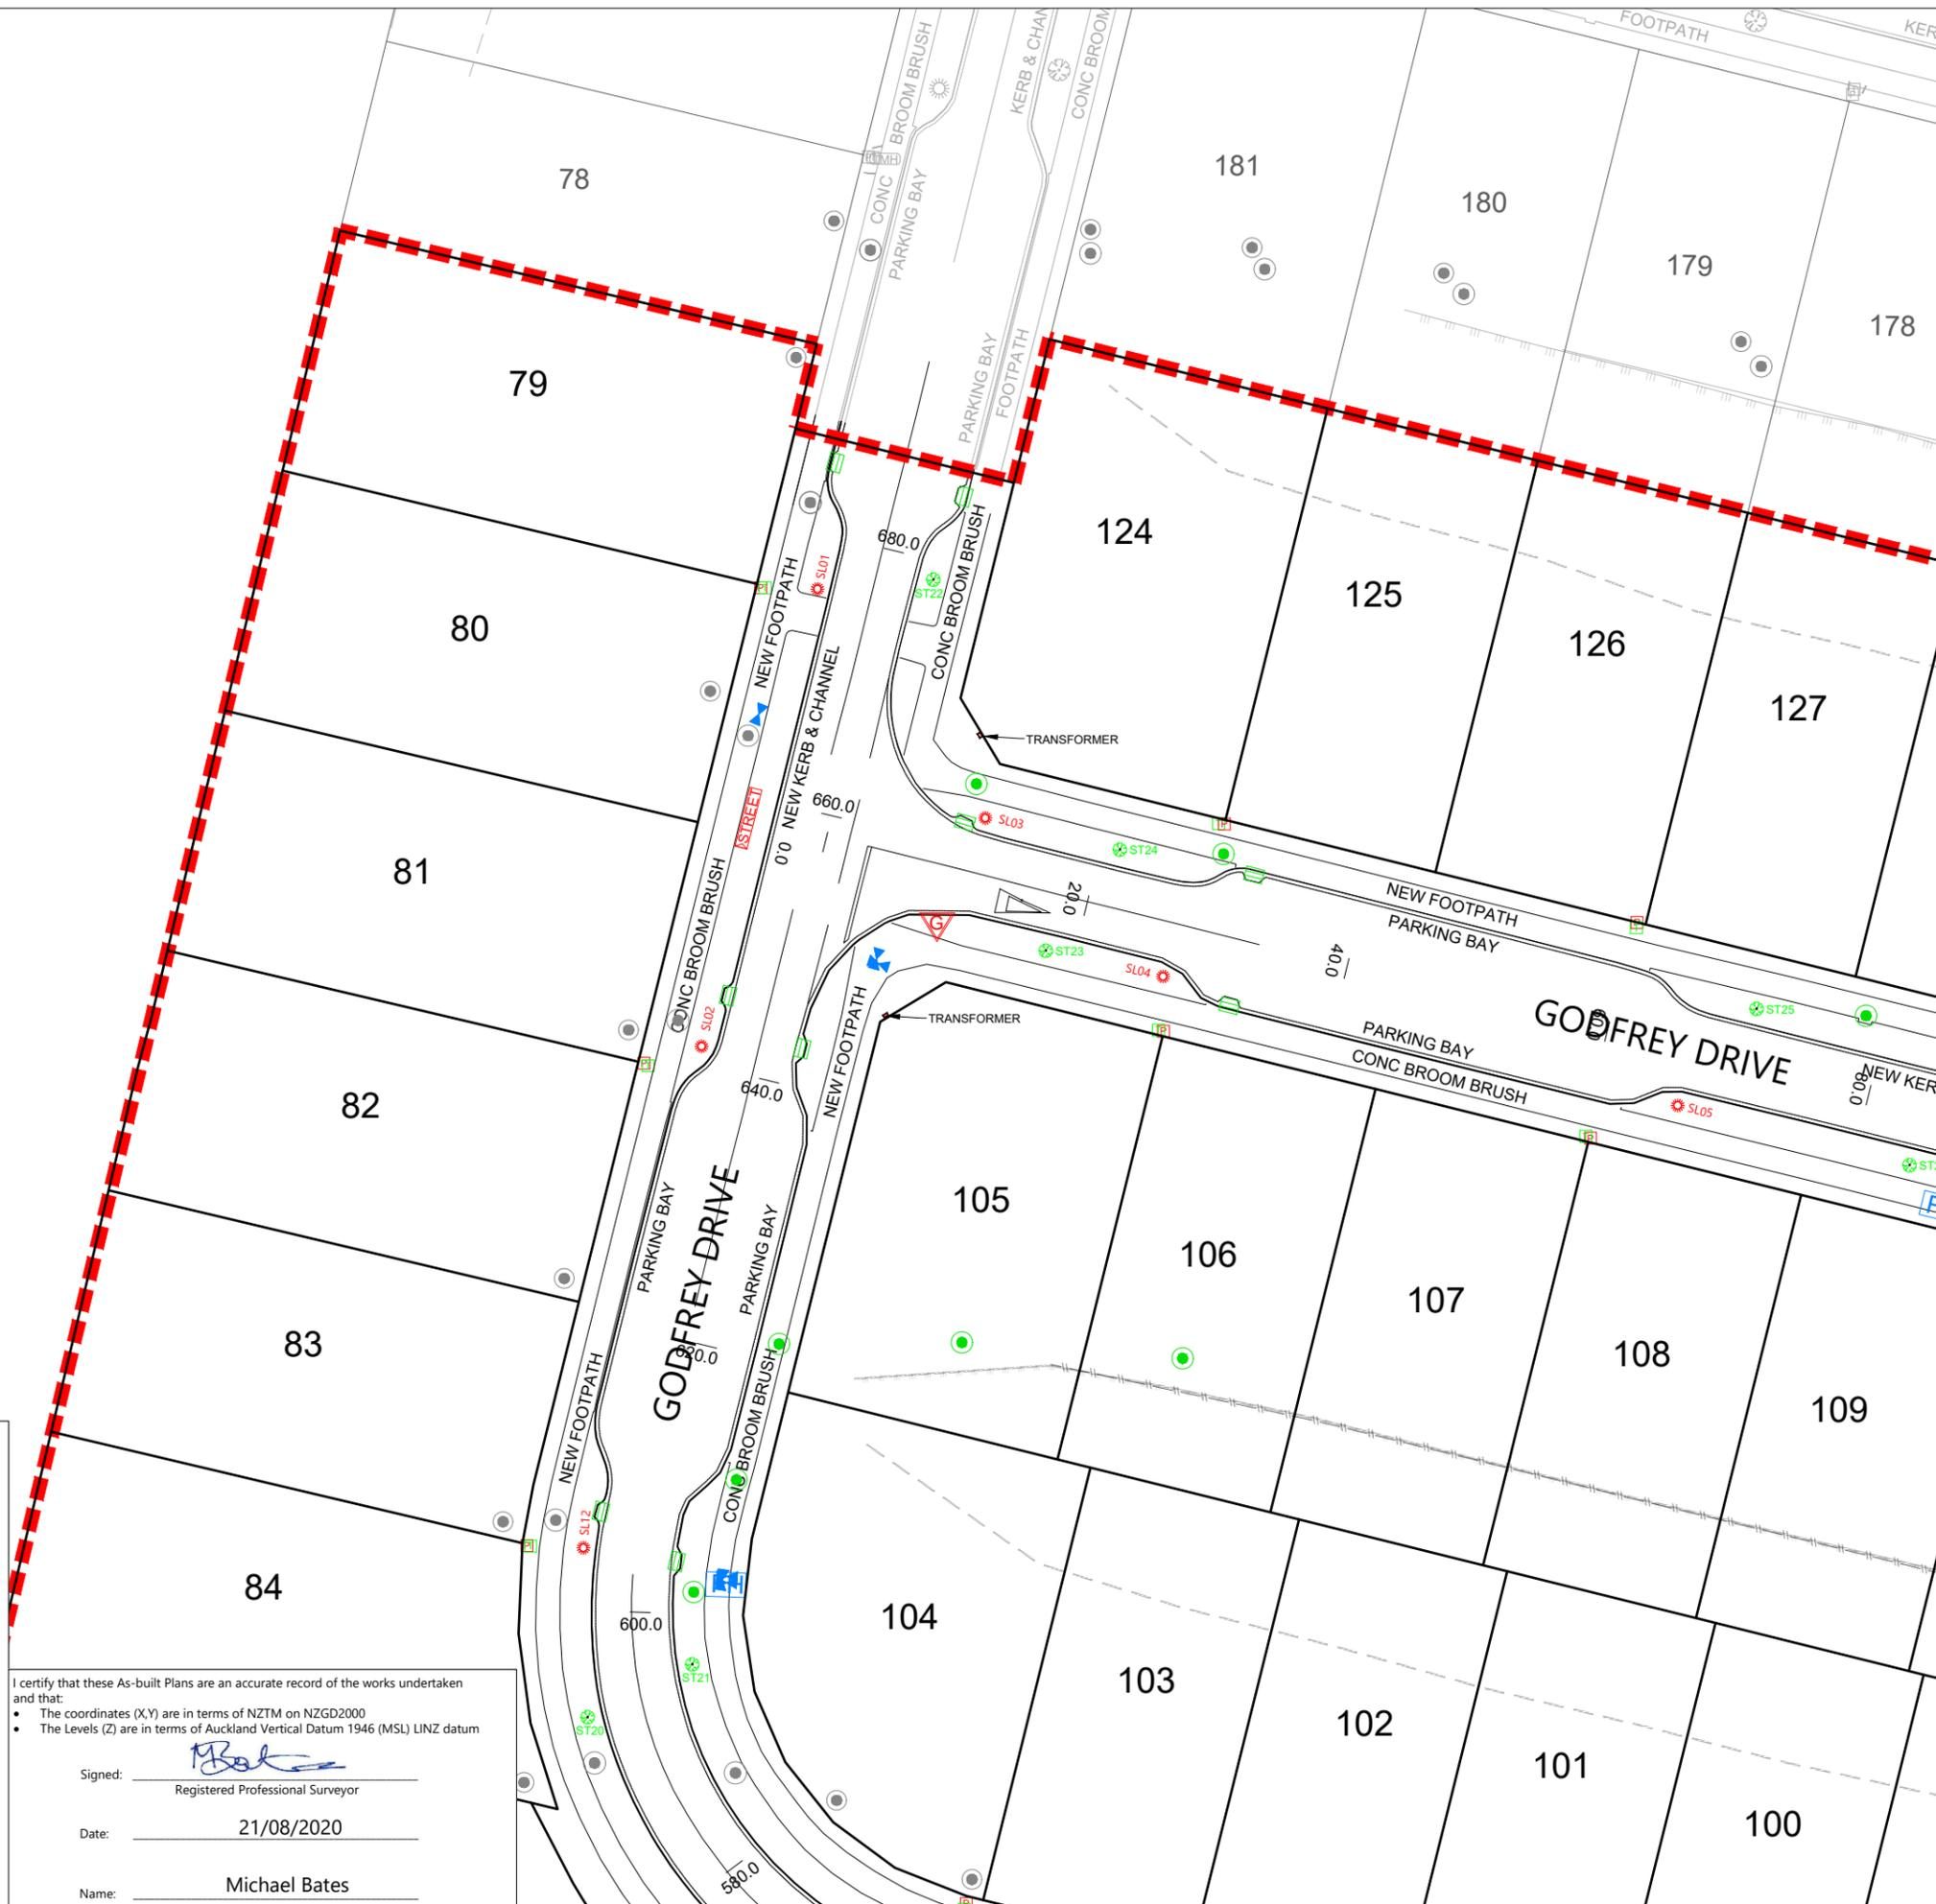 FOOTPATH
CONC BROOM BRUSH
KERB & CHAN
CONC BROOM
PARKING BAY
78
181
180
179
178
PARKING BAY
FOOTPATH
79
124
125
126
127
680.0
SL01
ST22
CONC BROOM BRUSH
NEW FOOTPATH
80
NEW KERB & CHANNEL
TRANSFORMER
STREET
660.0
0.0
SL03
ST24
81
CONC BROOM BRUSH
20.0
NEW FOOTPATH
PARKING BAY
G
ST23
SL04
40.0
SL02
NEW FOOTPATH
TRANSFORMER
GODFREY DRIVE
ST25
PARKING BAY
CONC BROOM BRUSH
80.0
NEW KER
SL05
640.0
82
105
106
107
108
109
PARKING BAY
GODFREY DRIVE
PARKING BAY
83
620.0
NEW FOOTPATH
CONC BROOM BRUSH
SL12
84
600.0
104
103
102
101
100
ST21
ST20
580.0
I certify that these As-built Plans are an accurate record of the works undertaken
and that:
• The coordinates (X,Y) are in terms of NZTM on NZGD2000
• The Levels (Z) are in terms of Auckland Vertical Datum 1946 (MSL) LINZ datum
Signed: MBat
Registered Professional Surveyor
Date: 21/08/2020
Name: Michael Bates